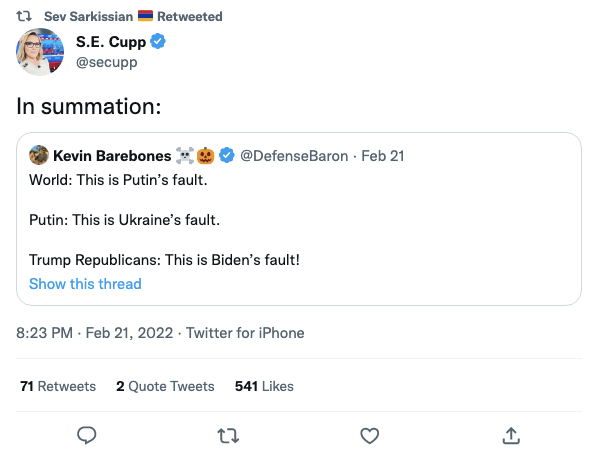 Sev Sarkissian 🇦🇲 Retweeted
S.E. Cupp
@secupp
In summation:
Kevin Barebones ☠️🎃 @DefenseBaron · Feb 21
World: This is Putin's fault.
Putin: This is Ukraine's fault.
Trump Republicans: This is Biden's fault!
Show this thread
8:23 PM · Feb 21, 2022 · Twitter for iPhone
71 Retweets 2 Quote Tweets 541 Likes